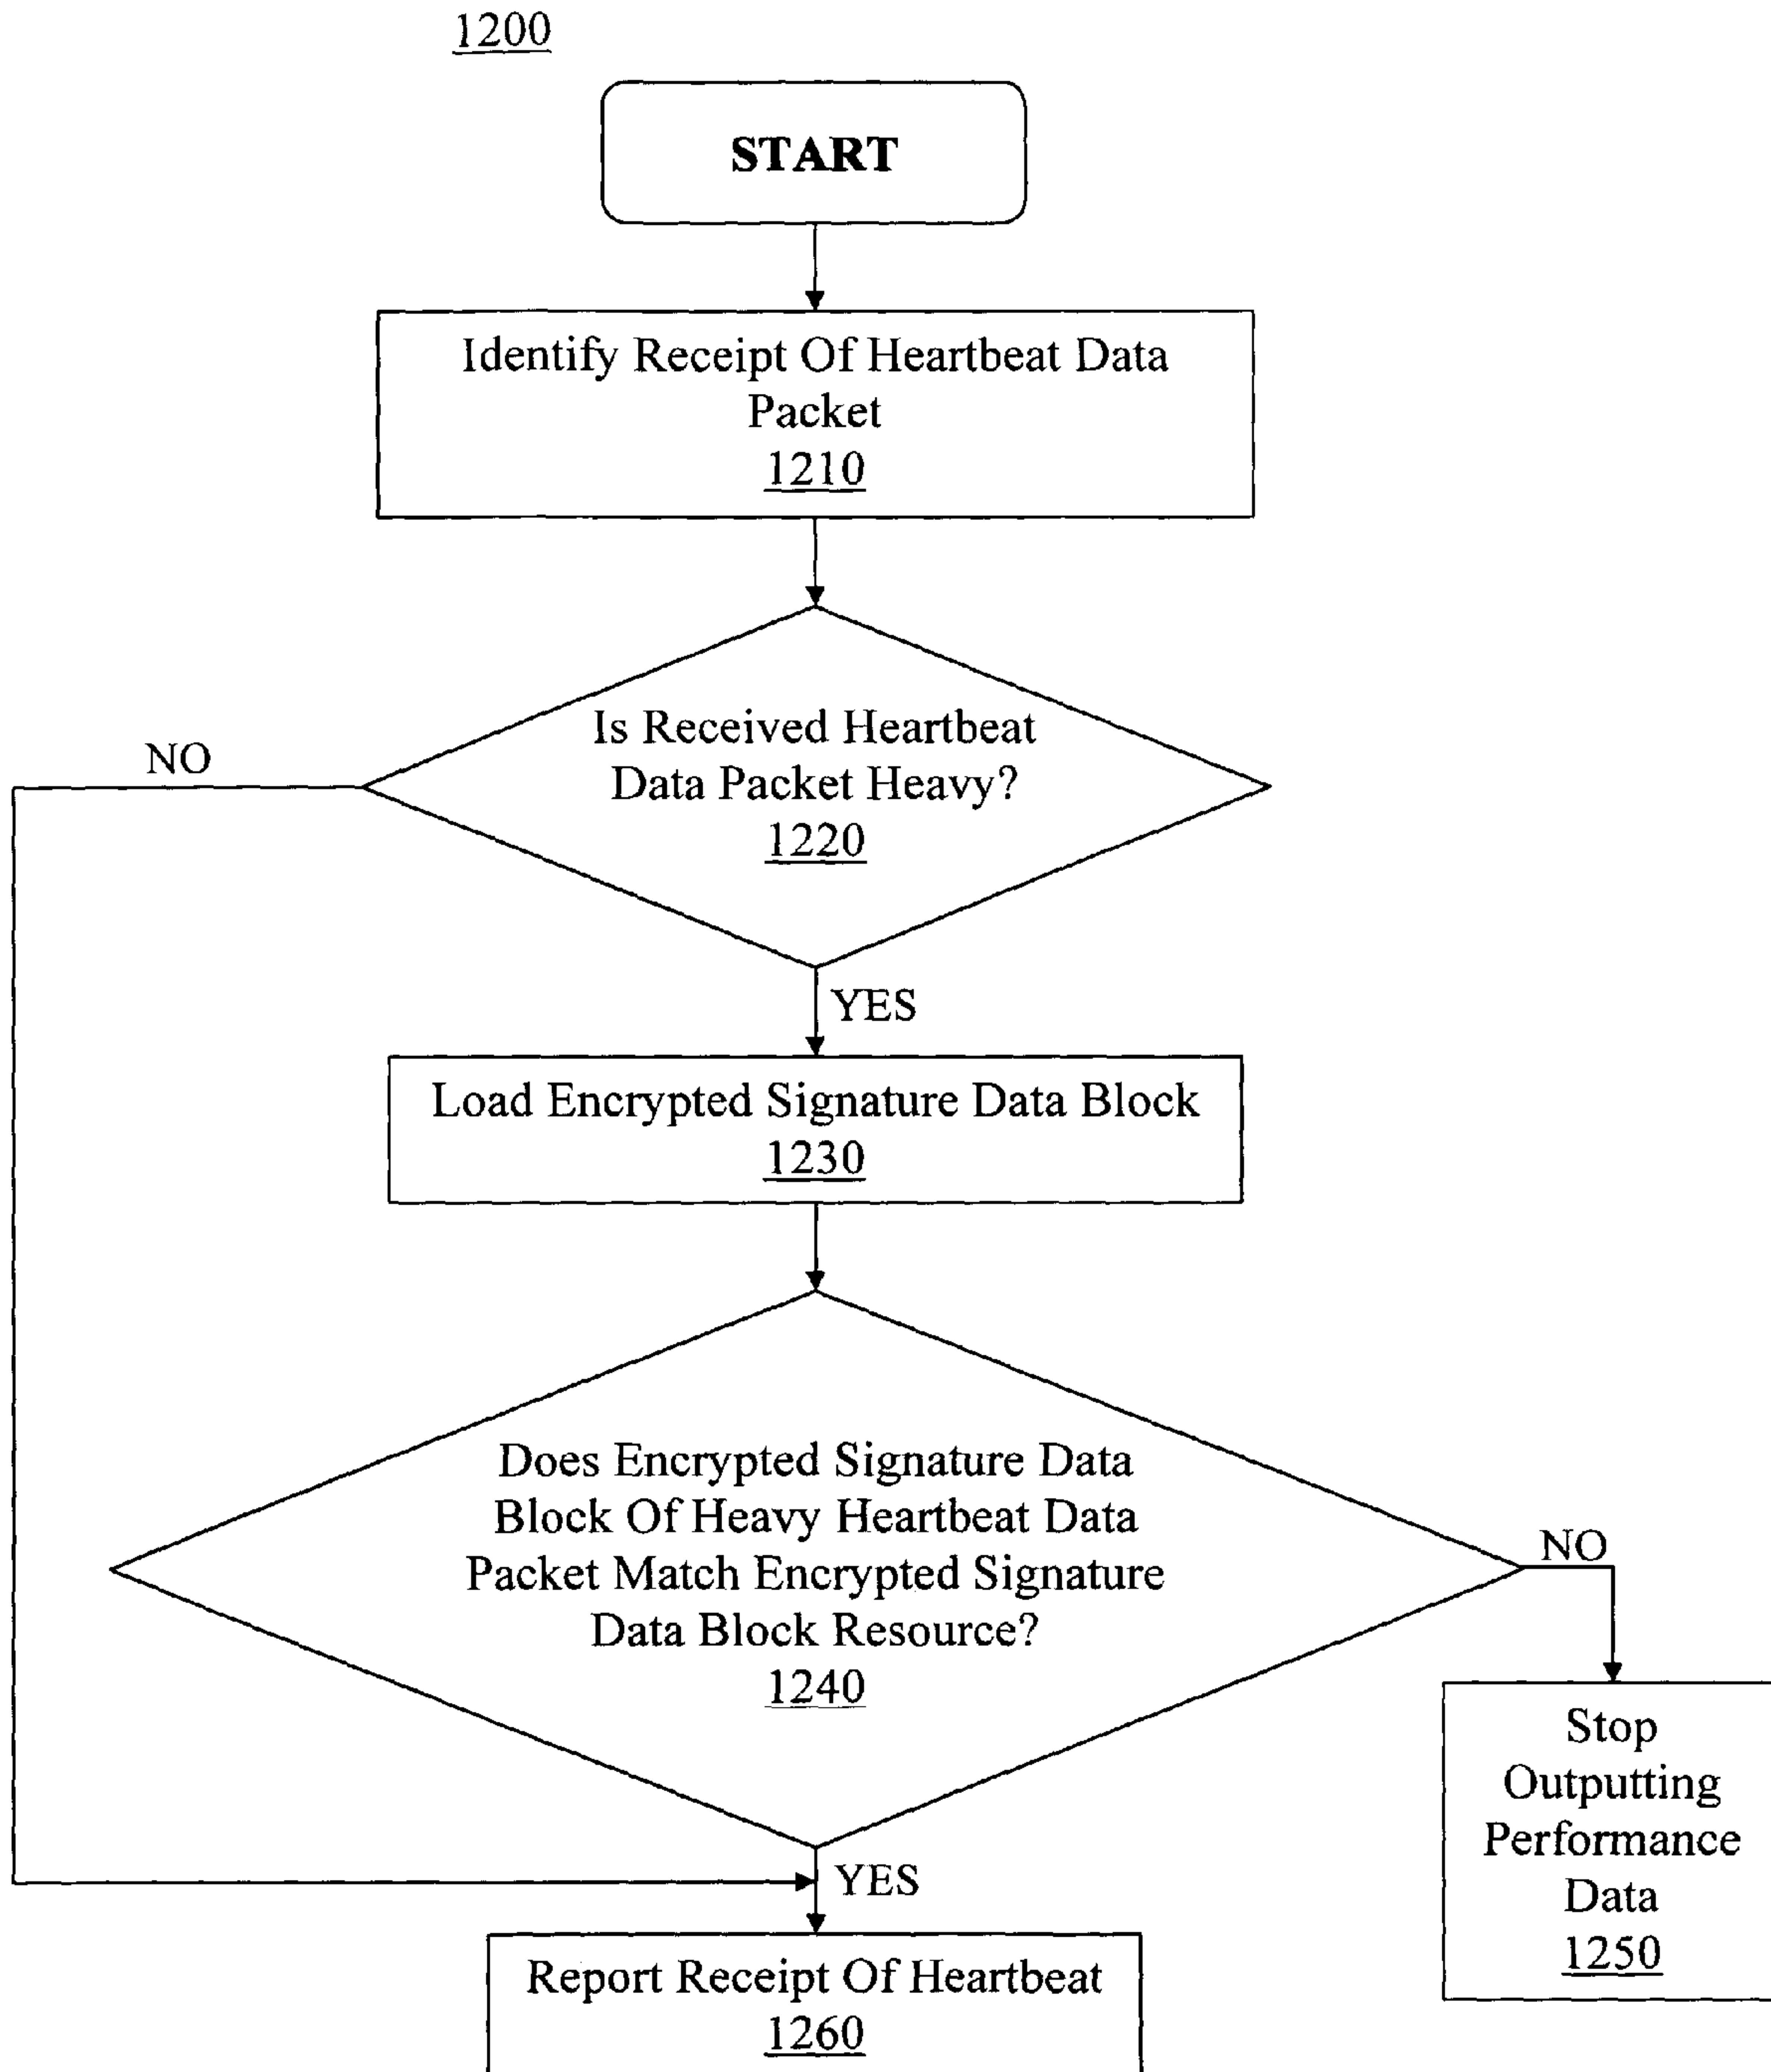 1200
START
Identify Receipt Of Heartbeat Data
Packet
1210
Is Received Heartbeat
Data Packet Heavy?
1220
NO
YES
Load Encrypted Signature Data Block
1230
Does Encrypted Signature Data
Block Of Heavy Heartbeat Data
Packet Match Encrypted Signature
Data Block Resource?
1240
NO
Stop
Outputting
Performance
Data
1250
YES
Report Receipt Of Heartbeat
1260